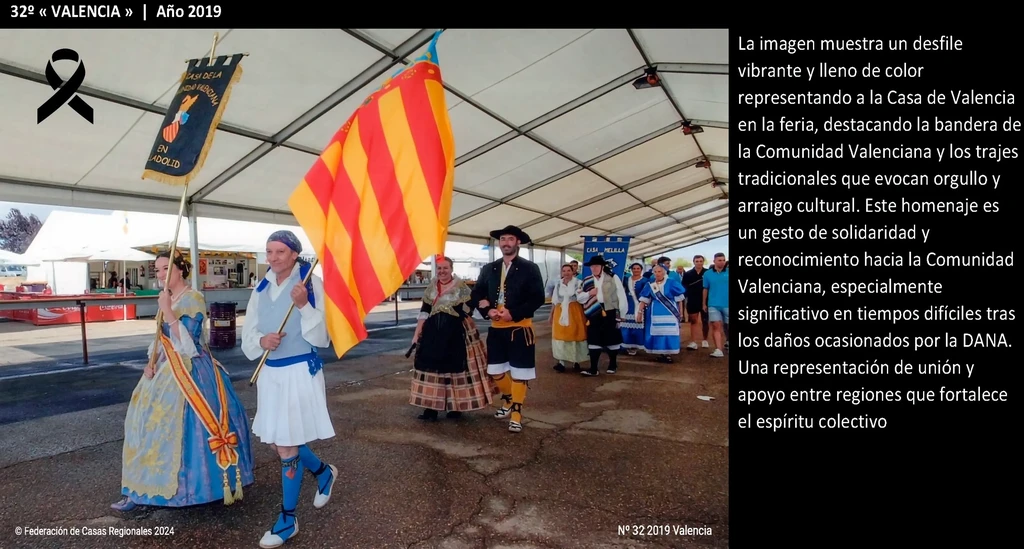 32º « VALENCIA » | Año 2019
La imagen muestra un desfile
vibrante y lleno de color
representando a la Casa de Valencia
en la feria, destacando la bandera de
la Comunidad Valenciana y los trajes
tradicionales que evocan orgullo y
arraigo cultural. Este homenaje es
un gesto de solidaridad y
reconocimiento hacia la Comunidad
Valenciana, especialmente
significativo en tiempos difíciles tras
los daños ocasionados por la DANA.
Una representación de unión y
apoyo entre regiones que fortalece
el espíritu colectivo
CASA DE LA
VALENCIANA
EN
CASA MELILLA
© Federación de Casas Regionales 2024
Nº 32 2019 Valencia